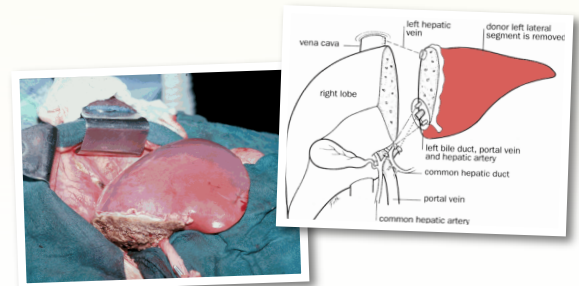 left hepatic
vein
donor left lateral
segment is removed
vena cava
right lobe
left bile duct, portal vein
and hepatic artery
common hepatic duct
portal vein
common hepatic artery